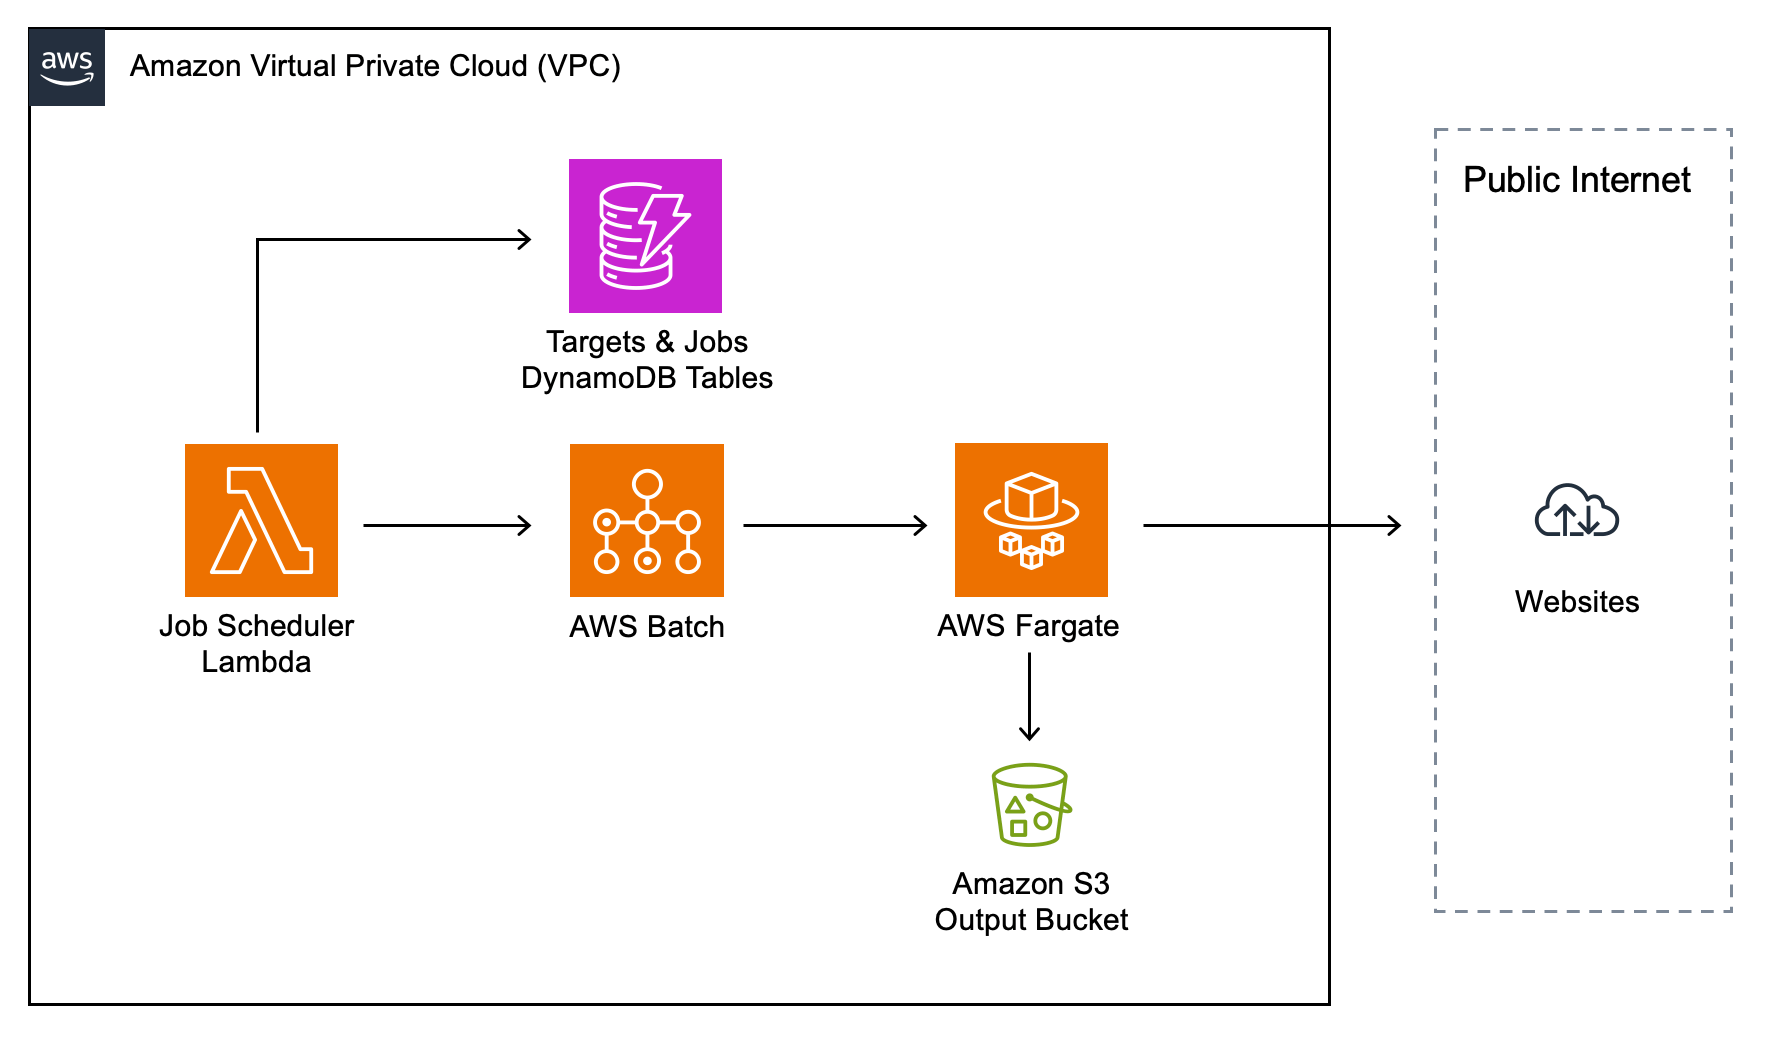 aws
Amazon Virtual Private Cloud (VPC)
Public Internet
Targets & Jobs
DynamoDB Tables
Job Scheduler
Lambda
AWS Batch
AWS Fargate
Websites
Amazon S3
Output Bucket